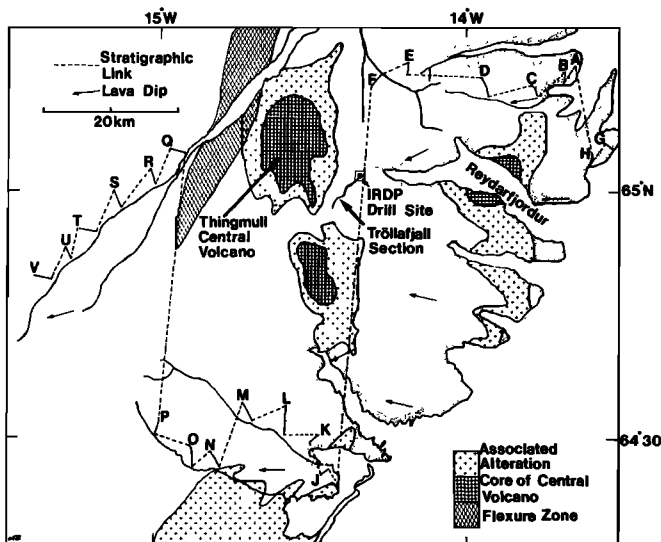 15°W
14°W
Stratigraphic
Link
Lava Dip
20km
E
F
D
C
B
A
G
H
Q
R
S
T
U
V
Reydarfjordur
65°N
IRDP
Drill Site
Thingmull
Central
Volcano
Tröllafjall
Section
P
O
N
M
L
K
J
64°30
Associated
Alteration
Core of Central
Volcano
Flexure Zone